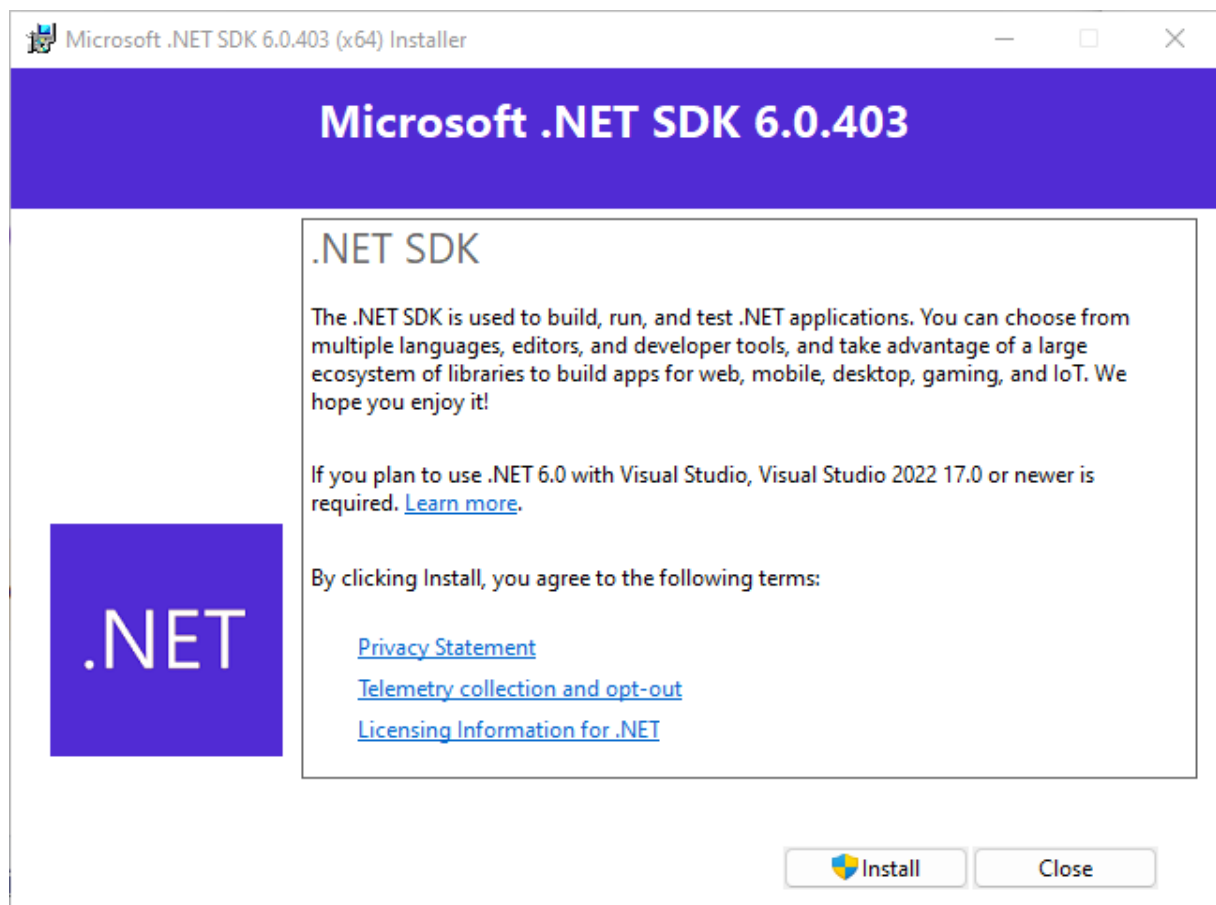 Microsoft .NET SDK 6.0.403 (x64) Installer
Microsoft .NET SDK 6.0.403
.NET SDK
The .NET SDK is used to build, run, and test .NET applications. You can choose from
multiple languages, editors, and developer tools, and take advantage of a large
ecosystem of libraries to build apps for web, mobile, desktop, gaming, and IoT. We
hope you enjoy it!
If you plan to use .NET 6.0 with Visual Studio, Visual Studio 2022 17.0 or newer is
required. Learn more.
By clicking Install, you agree to the following terms:
Privacy Statement
Telemetry collection and opt-out
Licensing Information for .NET
.NET
Install
Close